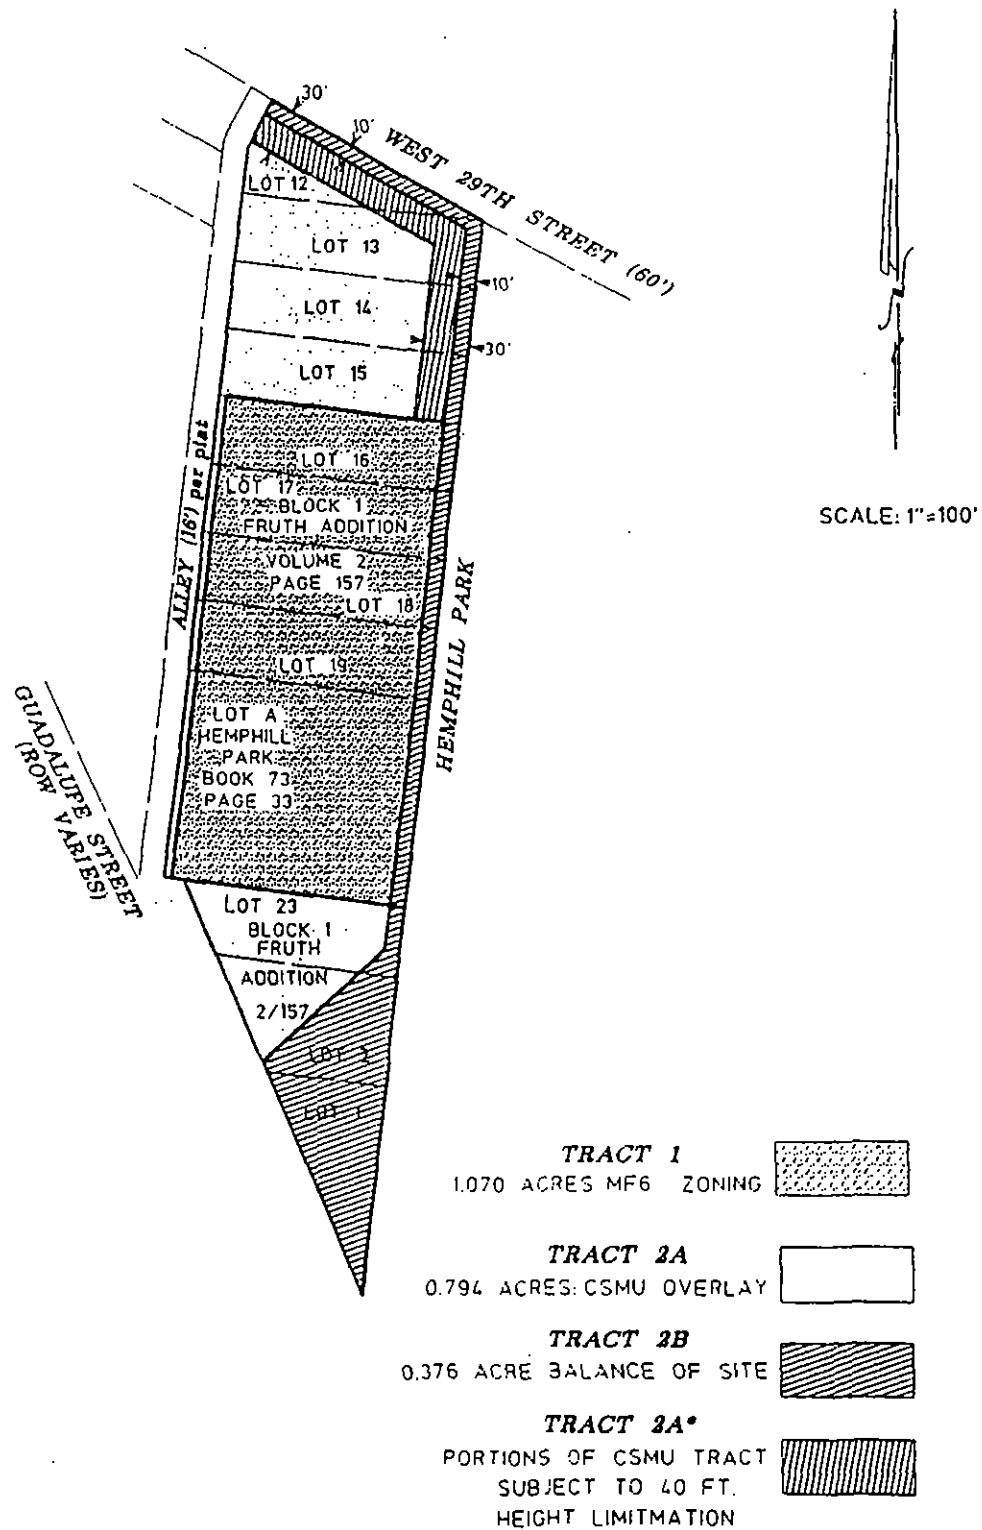 30'
10'
WEST 29TH STREET (60')
LOT 12
LOT 13
10'
LOT 14
30'
LOT 15
LOT 16
LOT 17
BLOCK 1
FRUTH ADDITION
SCALE: 1"=100'
VOLUME 2
PAGE 157
LOT 18
ALLEY (16') per plat
HEMPHILL PARK
LOT 19
LOT A
HEMPHILL
PARK
BOOK 73
PAGE 33
GUADALUPE STREET
(ROW VARIES)
LOT 23
BLOCK 1
FRUTH
ADDITION
2/157
LOT 2
LOT 1
TRACT 1
1.070 ACRES MF6 ZONING
TRACT 2A
0.794 ACRES: CSMU OVERLAY
TRACT 2B
0.376 ACRE BALANCE OF SITE
TRACT 2A*
PORTIONS OF CSMU TRACT
SUBJECT TO 40 FT.
HEIGHT LIMITMATION